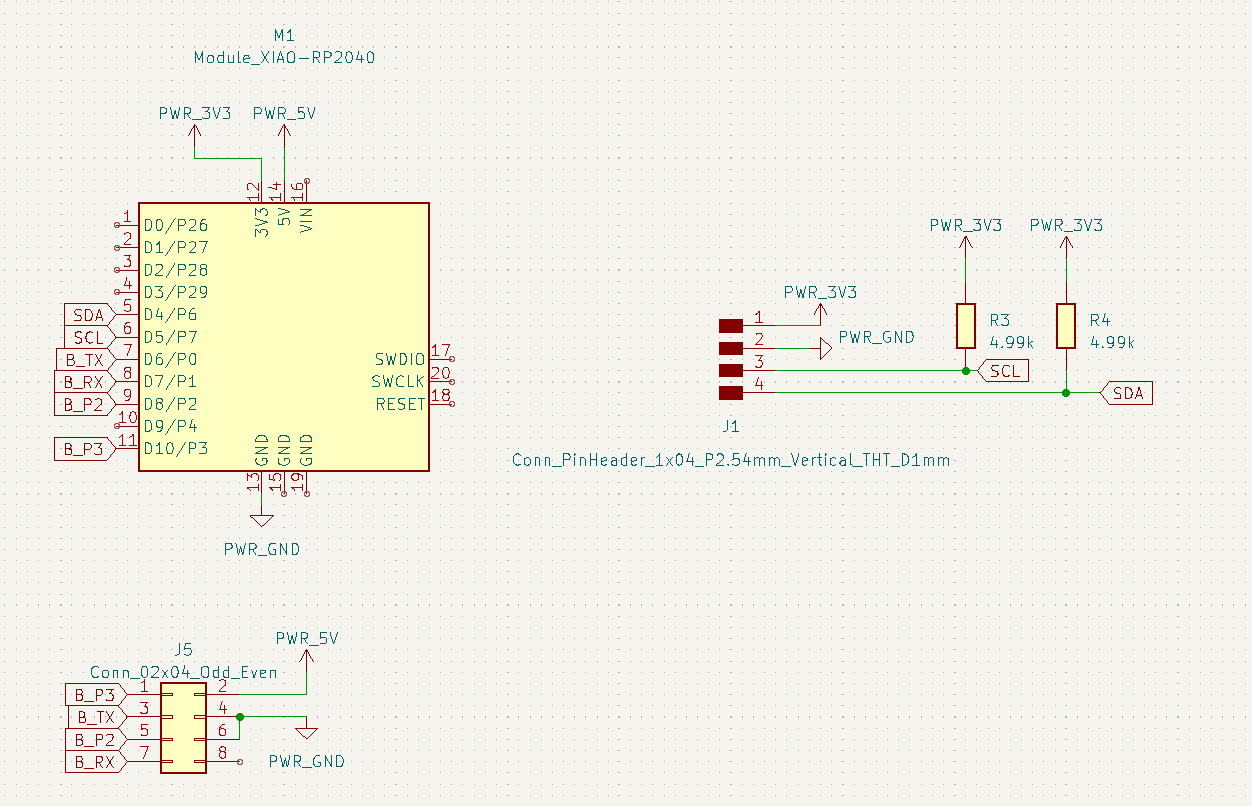 M1
Module_XIAO-RP2040
PWR_3V3
PWR_5V
12
14
16
3V3
5V
VIN
1
D0/P26
2
D1/P27
3
D2/P28
4
D3/P29
SDA
5
D4/P6
SCL
6
D5/P7
B_TX
7
D6/P0
B_RX
8
D7/P1
B_P2
9
D8/P2
10
D9/P4
B_P3
11
D10/P3
SWDIO
17
SWCLK
20
RESET
18
GND
GND
GND
13
15
19
PWR_GND
PWR_3V3
PWR_3V3
PWR_3V3
1
2
PWR_GND
3
4
R3
4.99k
R4
4.99k
SCL
SDA
J1
Conn_PinHeader_1x04_P2.54mm_Vertical_THT_D1mm
J5
Conn_02x04_Odd_Even
PWR_5V
B_P3
1
2
B_TX
3
4
B_P2
5
6
B_RX
7
8
PWR_GND